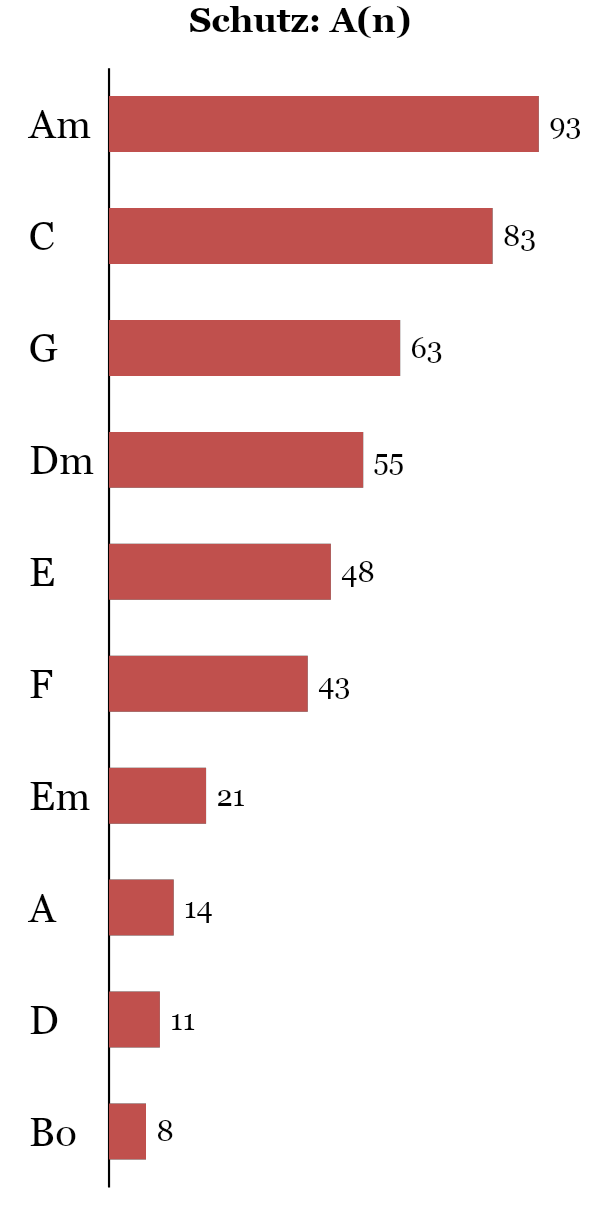 Schutz: A(n)
Am 93
C 83
G 63
Dm 55
E 48
F 43
Em 21
A 14
D 11
Bo 8